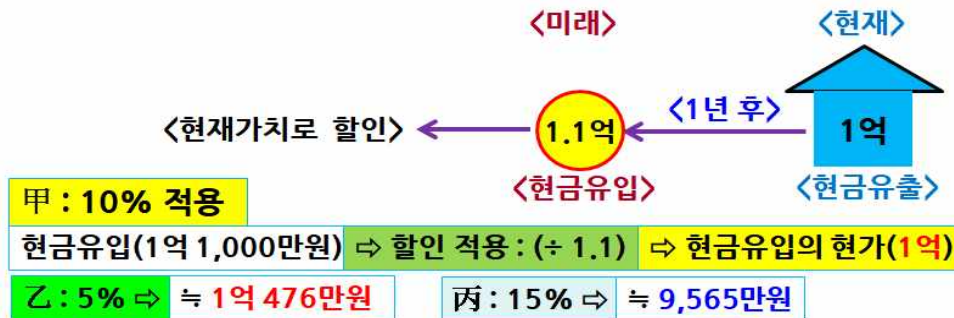 <미래> <현재>
<현재가치로 할인> 1.1억 <1년 후> 1억
<현금유입> <현금유출>
甲 : 10% 적용
현금유입(1억 1,000만원) ⇨ 할인 적용 : (÷ 1.1) ⇨ 현금유입의 현가(1억)
乙 : 5% ⇨ ≒ 1억 476만원 丙 : 15% ⇨ ≒ 9,565만원